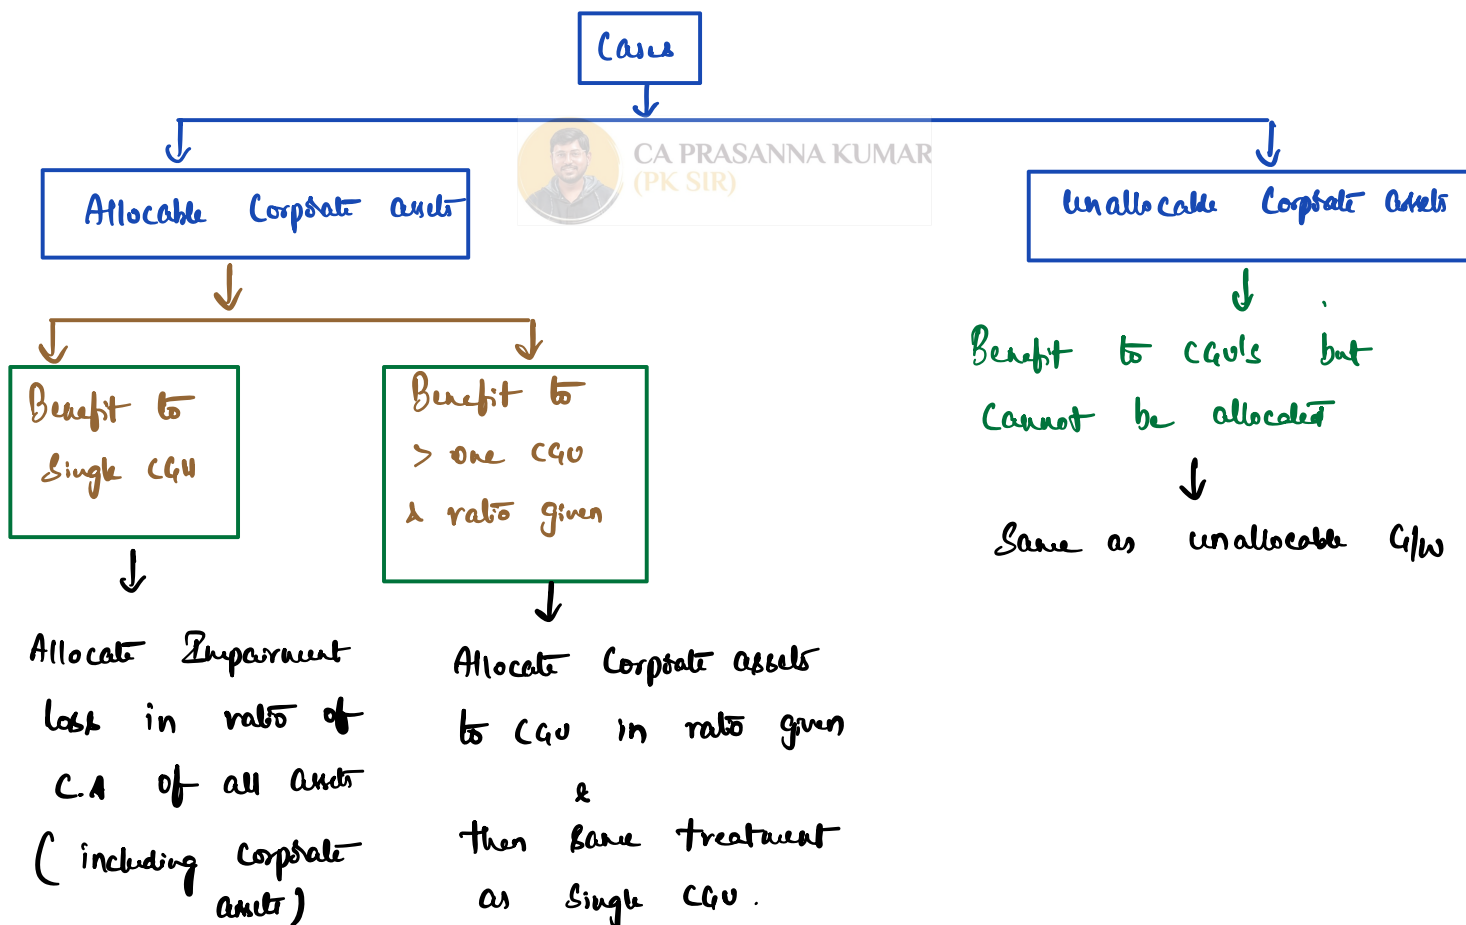 Cases
CA PRASANNA KUMAR
(PK SIR)
Allocable Corporate assets
Unallocable Corporate assets
Benefit to
Single CGU
Benefit to
> one CGU
& ratio given
Benefit to CGU's but
Cannot be allocated
Same as unallocable G/W
Allocate Impairment
loss in ratio of
C.A of all assets
( including Corporate
assets )
Allocate Corporate assets
to CGU in ratio given
&
then same treatment
as Single CGU.